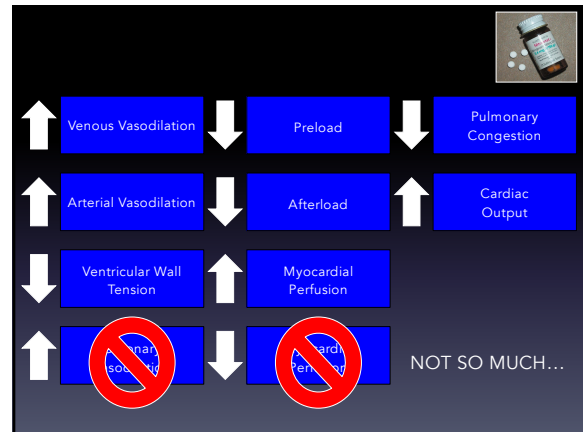 Venous Vasodilation
Preload
Pulmonary
Congestion
Arterial Vasodilation
Afterload
Cardiac
Output
Ventricular Wall
Tension
Myocardial
Perfusion
NOT SO MUCH...